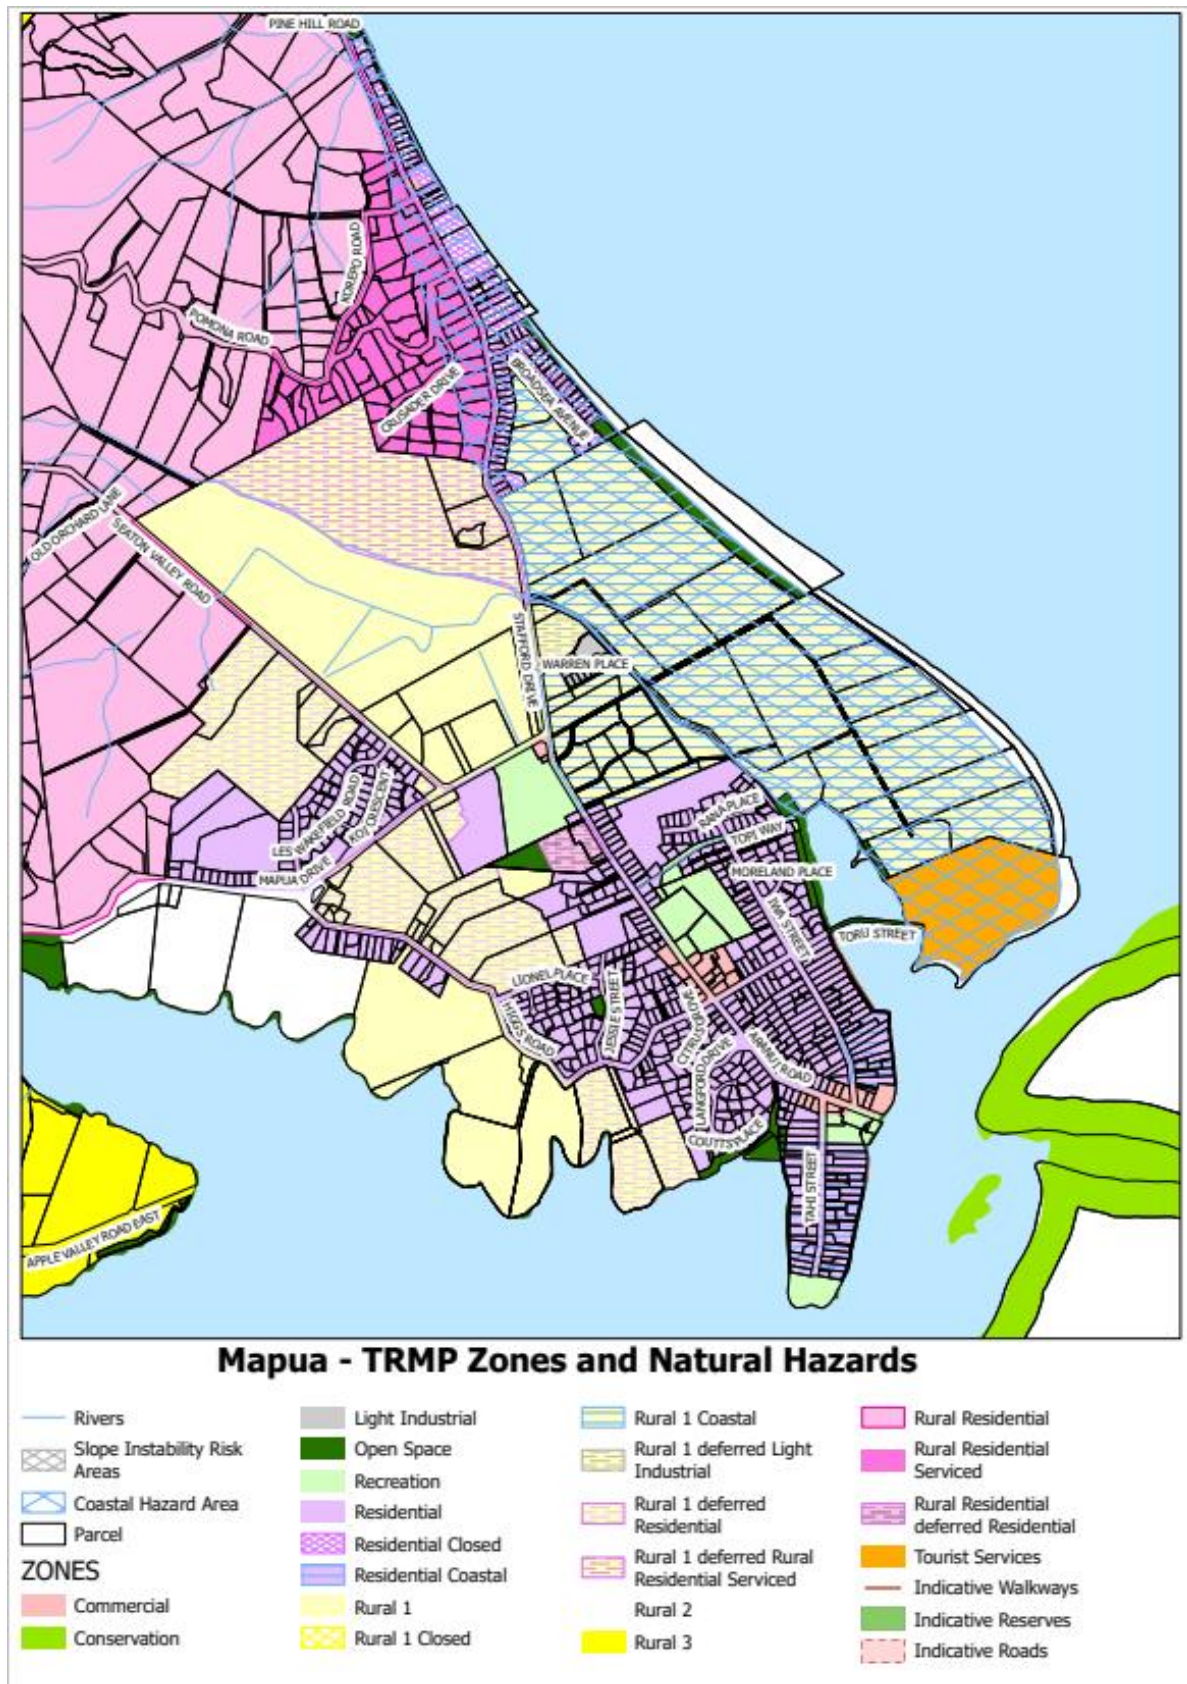 PINE HILL ROAD
KOREPO ROAD
POMONA ROAD
CRUSADER DRIVE
BROADSEA AVENUE
OLD ORCHARD LANE
SEATON VALLEY ROAD
STAFFORD DRIVE
WARREN PLACE
LES WAKEFIELD ROAD
KOI CRESCENT
MAPUA DRIVE
RANA PLACE
TOPI WAY
MORELAND PLACE
IWA STREET
TORU STREET
LIONEL PLACE
JESSIE STREET
HIGGS ROAD
CITRUS GROVE
LANGFORD DRIVE
ARANUI ROAD
COUTTS PLACE
TAHI STREET
APPLE VALLEY ROAD EAST
Mapua - TRMP Zones and Natural Hazards
Rivers
Slope Instability Risk
Areas
Coastal Hazard Area
Parcel
ZONES
Commercial
Conservation
Light Industrial
Open Space
Recreation
Residential
Residential Closed
Residential Coastal
Rural 1
Rural 1 Closed
Rural 1 Coastal
Rural 1 deferred Light
Industrial
Rural 1 deferred
Residential
Rural 1 deferred Rural
Residential Serviced
Rural 2
Rural 3
Rural Residential
Rural Residential
Serviced
Rural Residential
deferred Residential
Tourist Services
Indicative Walkways
Indicative Reserves
Indicative Roads